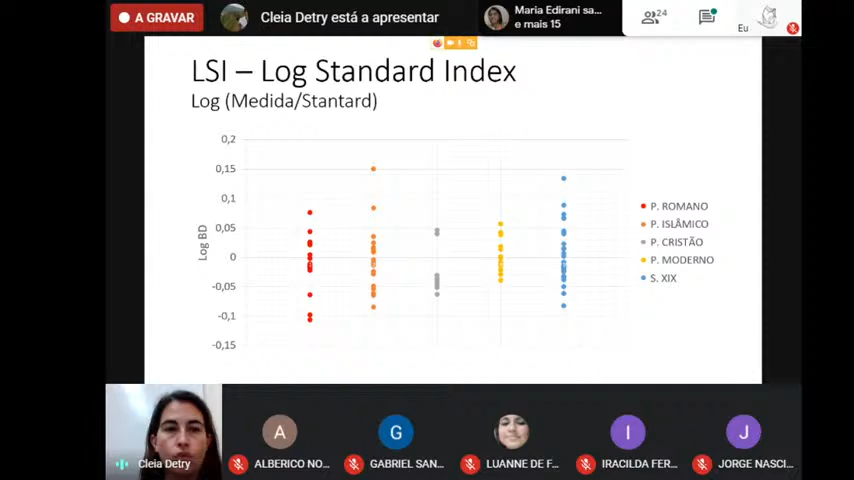 A GRAVAR
Cleia Detry está a apresentar
Maria Edirani sa...
e mais 15
24
Eu
LSI – Log Standard Index
Log (Medida/Stantard)
0,2
0,15
0,1
0,05
0
-0,05
-0,1
-0,15
Log BD
P. ROMANO
P. ISLÂMICO
P. CRISTÃO
P. MODERNO
S. XIX
Cleia Detry
A
ALBERICO NO...
G
GABRIEL SAN...
LUANNE DE F...
I
IRACILDA FER...
J
JORGE NASCI...